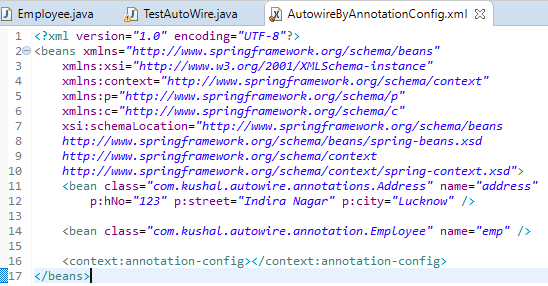 Employee.java TestAutoWire.java AutowireByAnnotationConfig.xml
1 <?xml version="1.0" encoding="UTF-8"?>
2 <beans xmlns="http://www.springframework.org/schema/beans"
3 xmlns:xsi="http://www.w3.org/2001/XMLSchema-instance"
4 xmlns:context="http://www.springframework.org/schema/context"
5 xmlns:p="http://www.springframework.org/schema/p"
6 xmlns:c="http://www.springframework.org/schema/c"
7 xsi:schemaLocation="http://www.springframework.org/schema/beans
8 http://www.springframework.org/schema/beans/spring-beans.xsd
9 http://www.springframework.org/schema/context
10 http://www.springframework.org/schema/context/spring-context.xsd">
11 <bean class="com.kushal.autowire.annotations.Address" name="address"
12 p:hNo="123" p:street="Indira Nagar" p:city="Lucknow" />
13
14 <bean class="com.kushal.autowire.annotation.Employee" name="emp" />
15
16 <context:annotation-config></context:annotation-config>
17 </beans>